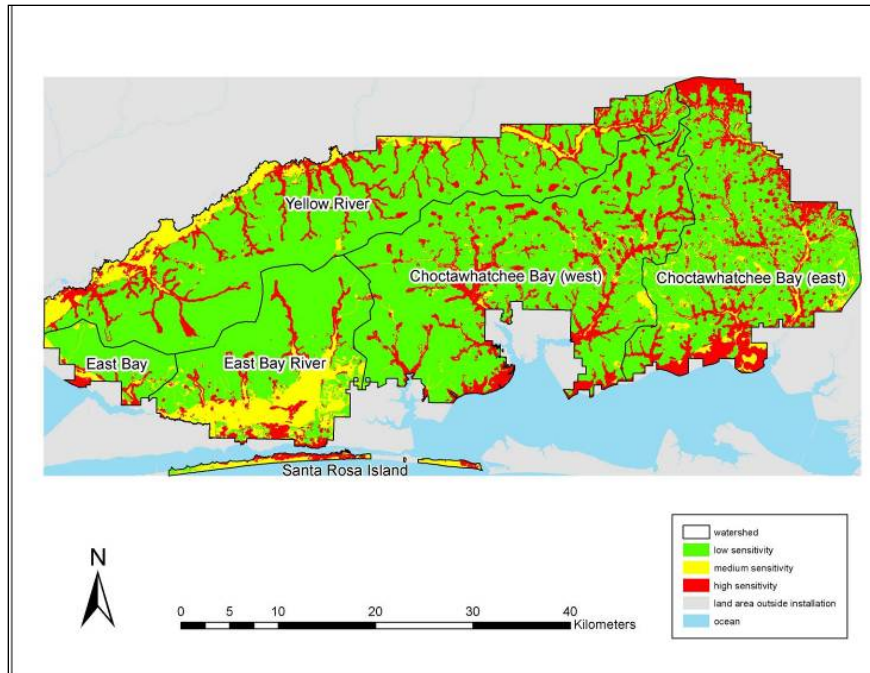 Yellow River
Choctawhatchee Bay (west)
Choctawhatchee Bay (east)
East Bay
East Bay River
Santa Rosa Island
N
0 5 10 20 30 40
Kilometers
watershed
low sensitivity
medium sensitivity
high sensitivity
land area outside installation
ocean